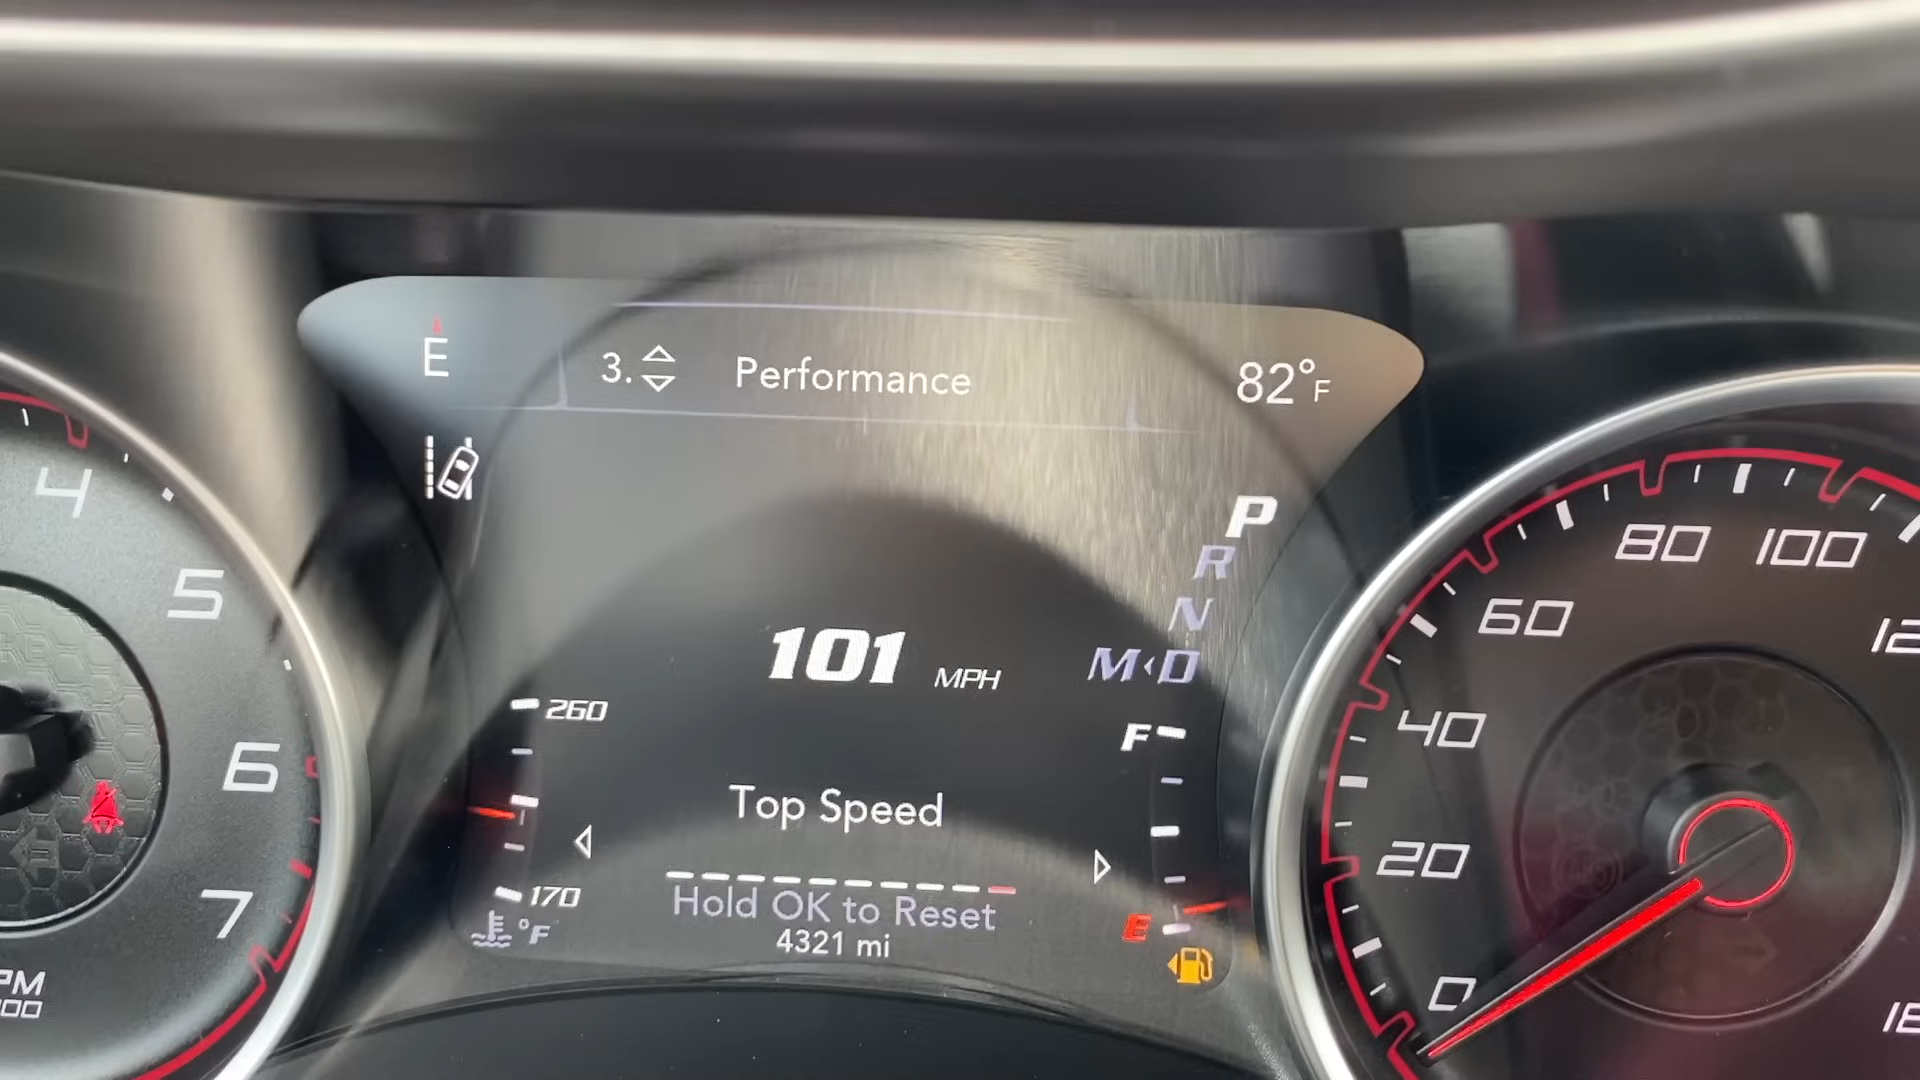 E
3. Performance
82°F
P
R
N
M‹D
101 MPH
260
170
°F
F
E
Top Speed
Hold OK to Reset
4321 mi
4
5
6
7
0
20
40
60
80
100